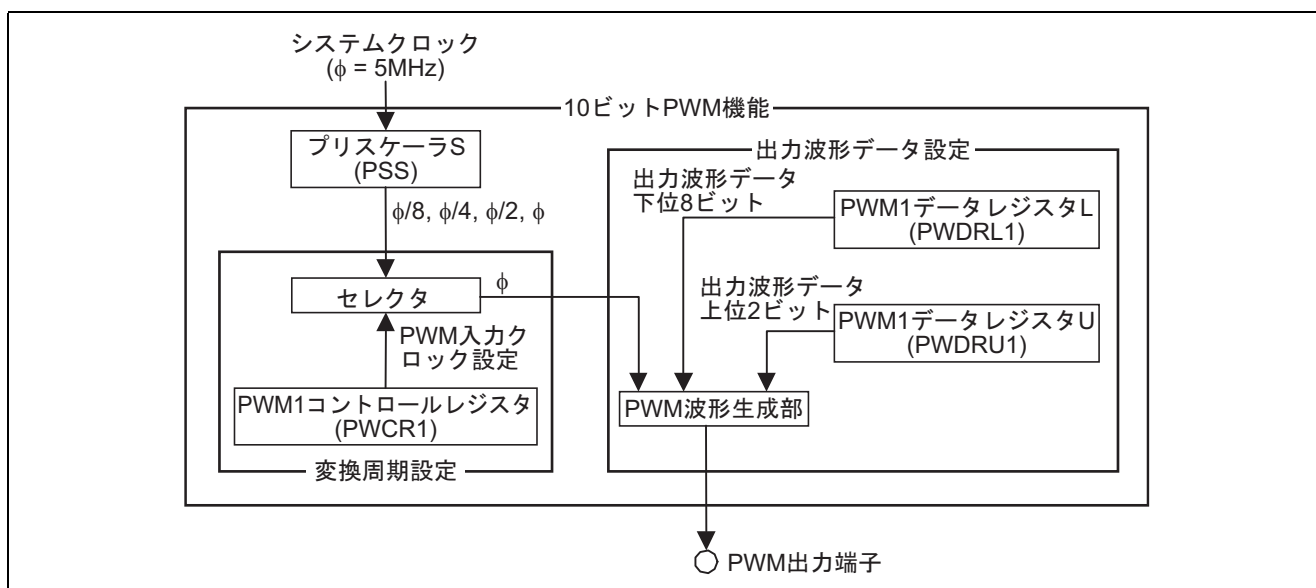 システムクロック
(ϕ = 5MHz)
10ビットPWM機能
プリスケーラS
(PSS)
ϕ/8, ϕ/4, ϕ/2, ϕ
セレクタ
ϕ
PWM入力ク
ロック設定
PWM1コントロールレジスタ
(PWCR1)
変換周期設定
出力波形データ設定
出力波形データ
下位8ビット
PWM1データレジスタL
(PWDRL1)
出力波形データ
上位2ビット
PWM1データレジスタU
(PWDRU1)
PWM波形生成部
PWM出力端子